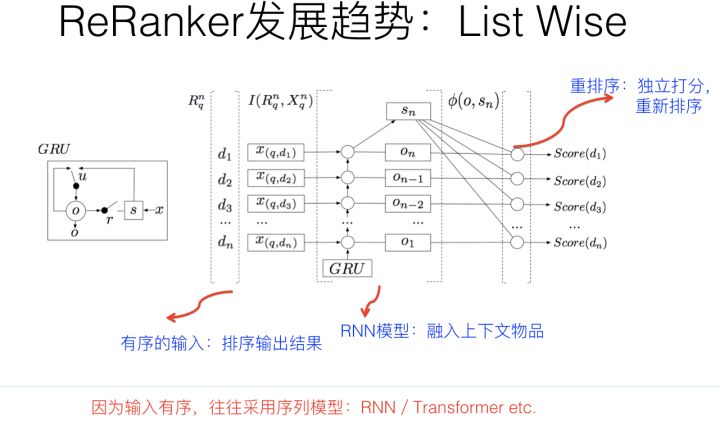 ReRanker发展趋势：List Wise
R_q^n
I(R_q^n, X_q^n)
s_n
ϕ(o, s_n)
重排序：独立打分，
重新排序
GRU
u
o
r
s
x
o
d_1 x_(q,d_1) o_n Score(d_1)
d_2 x_(q,d_2) o_{n-1} Score(d_2)
d_3 x_(q,d_3) o_{n-2} Score(d_3)
... ... ... ... ... ...
d_n x_(q,d_n) o_1 Score(d_n)
GRU
有序的输入：排序输出结果
RNN模型：融入上下文物品
因为输入有序，往往采用序列模型：RNN / Transformer etc.